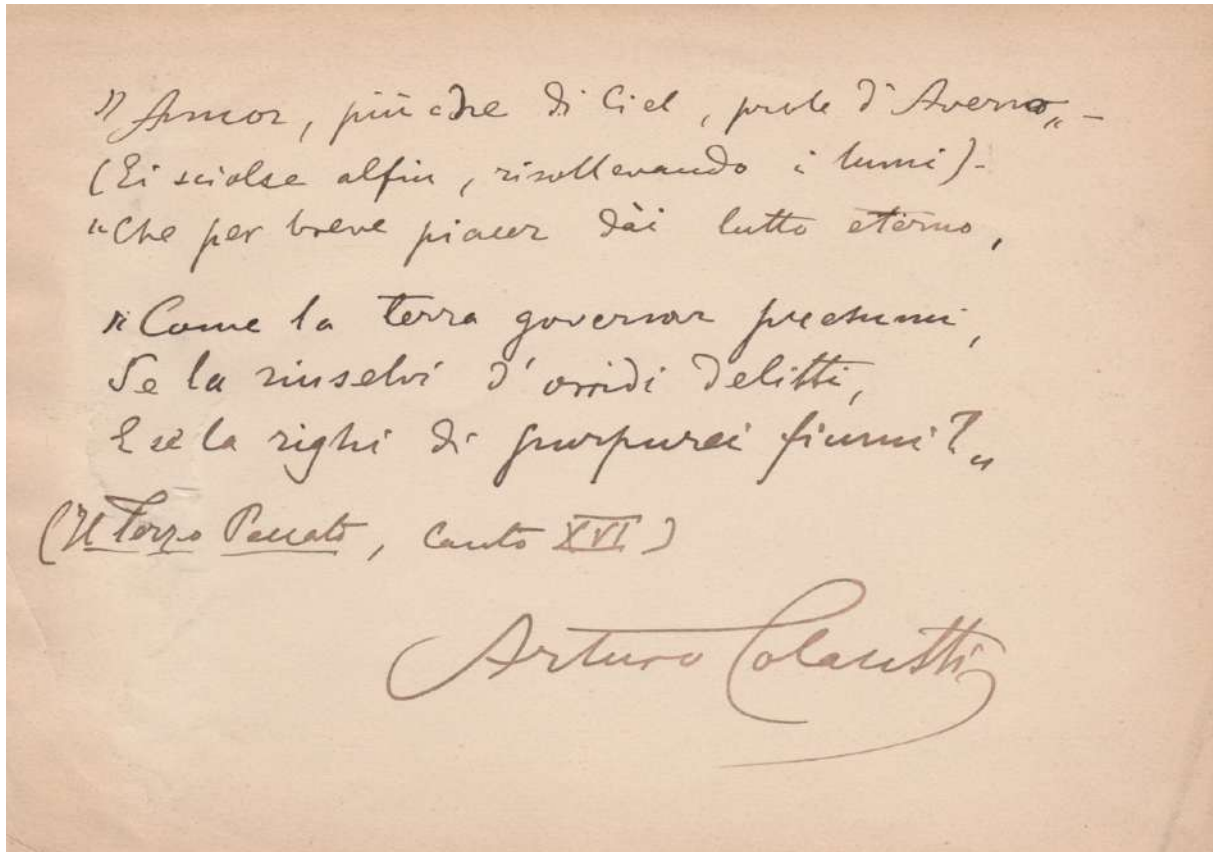 "Amor, più che di Ciel, prole d'Averno„ -
(Ei sciolse alfin, risollevando i lumi) -
"Che per breve piacer dài lutto eterno,
"Come la terra governar presumi,
Se la rinselvi d'orridi delitti,
E se la righi di purpurei fiumi?„
(Il Terzo Peccato, Canto XVI)
Arturo Colautti